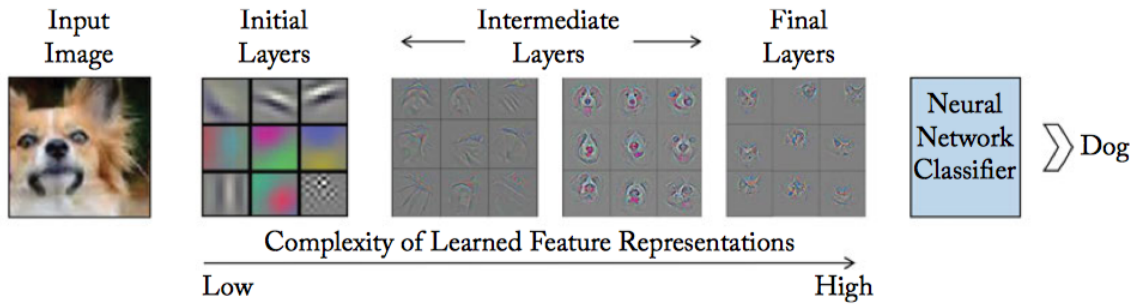 Input
Image
Initial
Layers
Intermediate
Layers
Final
Layers
Neural
Network
Classifier
Dog
Complexity of Learned Feature Representations
Low
High